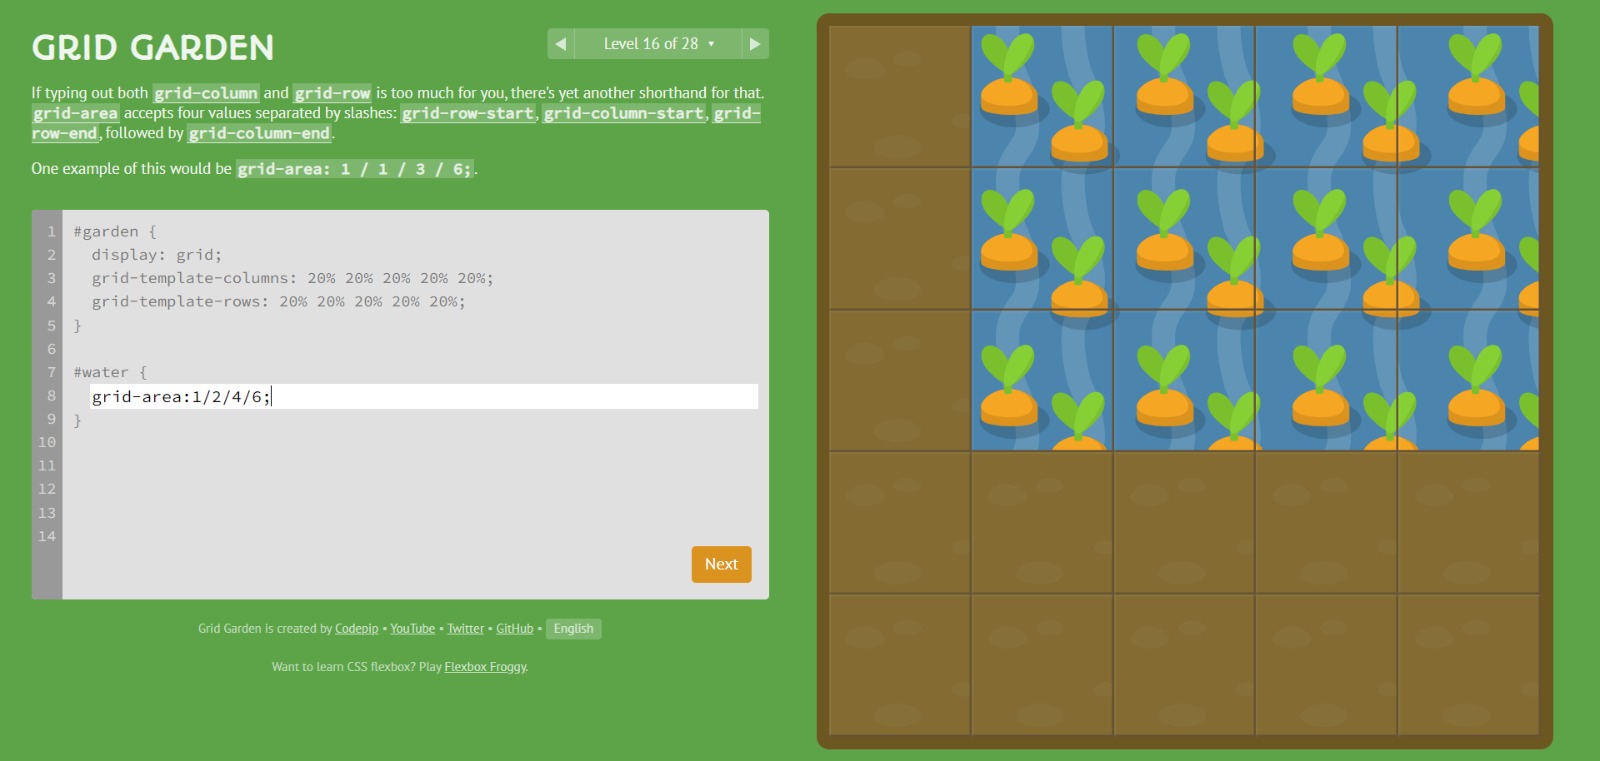 GRID GARDEN
◀ Level 16 of 28 ▾ ▶
If typing out both grid-column and grid-row is too much for you, there's yet another shorthand for that.
grid-area accepts four values separated by slashes: grid-row-start, grid-column-start, grid-
row-end, followed by grid-column-end.
One example of this would be grid-area: 1 / 1 / 3 / 6;.
1 #garden {
2 display: grid;
3 grid-template-columns: 20% 20% 20% 20% 20%;
4 grid-template-rows: 20% 20% 20% 20% 20%;
5 }
6
7 #water {
8 grid-area:1/2/4/6;
9 }
10
11
12
13
14
Next
Grid Garden is created by Codepip • YouTube • Twitter • GitHub • English
Want to learn CSS flexbox? Play Flexbox Froggy.